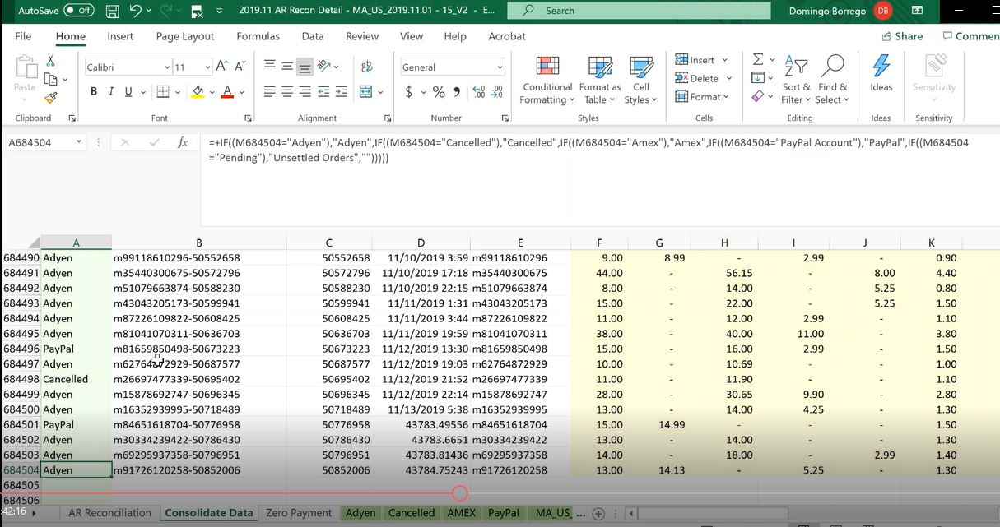 AutoSave Off 2019.11 AR Recon Detail - MA_US_2019.11.01 - 15_V2 - E... Search Domingo Borrego DB
File Home Insert Page Layout Formulas Data Review View Help Acrobat Share Commen
Paste
Calibri 11 A A
ab
General
Conditional Formatting
Format as Table
Cell Styles
Insert
Delete
Format
Sort & Filter
Find & Select
Ideas
Sensitivity
B I U A
$ % 9 .00 .00
Clipboard Font Alignment Number Styles Cells Editing Ideas Sensitivity
A684504 fx =+IF((M684504="Adyen"),"Adyen",IF((M684504="Cancelled"),"Cancelled",IF((M684504="Amex"),"Amex",IF((M684504="PayPal Account"),"PayPal",IF((M684504
="Pending"),"Unsettled Orders","")))))
A B C D E F G H I J K
684490 Adyen m99118610296-50552658 50552658 11/10/2019 3:59 m99118610296 9.00 8.99 - 2.99 - 0.90
684491 Adyen m35440300675-50572796 50572796 11/10/2019 17:18 m35440300675 44.00 - 56.15 - 8.00 4.40
684492 Adyen m51079663874-50588230 50588230 11/10/2019 22:15 m51079663874 8.00 - 14.00 - 5.25 0.80
684493 Adyen m43043205173-50599941 50599941 11/11/2019 1:31 m43043205173 15.00 - 22.00 - 5.25 1.50
684494 Adyen m87226109822-50608425 50608425 11/11/2019 3:44 m87226109822 11.00 - 12.00 2.99 - 1.10
684495 Adyen m81041070311-50636703 50636703 11/11/2019 19:59 m81041070311 38.00 - 40.00 11.00 - 3.80
684496 PayPal m81659850498-50673223 50673223 11/12/2019 13:30 m81659850498 15.00 - 16.00 2.99 - 1.50
684497 Adyen m62764872929-50687577 50687577 11/12/2019 19:03 m62764872929 10.00 - 10.69 - - 1.00
684498 Cancelled m26697477339-50695402 50695402 11/12/2019 21:52 m26697477339 11.00 - 11.90 - - 1.10
684499 Adyen m15878692747-50696345 50696345 11/12/2019 22:14 m15878692747 28.00 - 30.65 9.90 - 2.80
684500 Adyen m16352939995-50718489 50718489 11/13/2019 5:38 m16352939995 13.00 - 14.00 4.25 - 1.30
684501 PayPal m84651618704-50776958 50776958 43783.49556 m84651618704 15.00 14.99 - - - 1.50
684502 Adyen m30334239422-50786430 50786430 43783.6651 m30334239422 13.00 - 14.00 - - 1.30
684503 Adyen m69295937358-50796951 50796951 43783.81436 m69295937358 14.00 - 18.00 - 2.99 1.40
684504 Adyen m91726120258-50852006 50852006 43784.75243 m91726120258 13.00 14.13 - 5.25 - 1.30
684505
684506
:42:16 AR Reconciliation Consolidate Data Zero Payment Adyen Cancelled AMEX PayPal MA_US_ ...